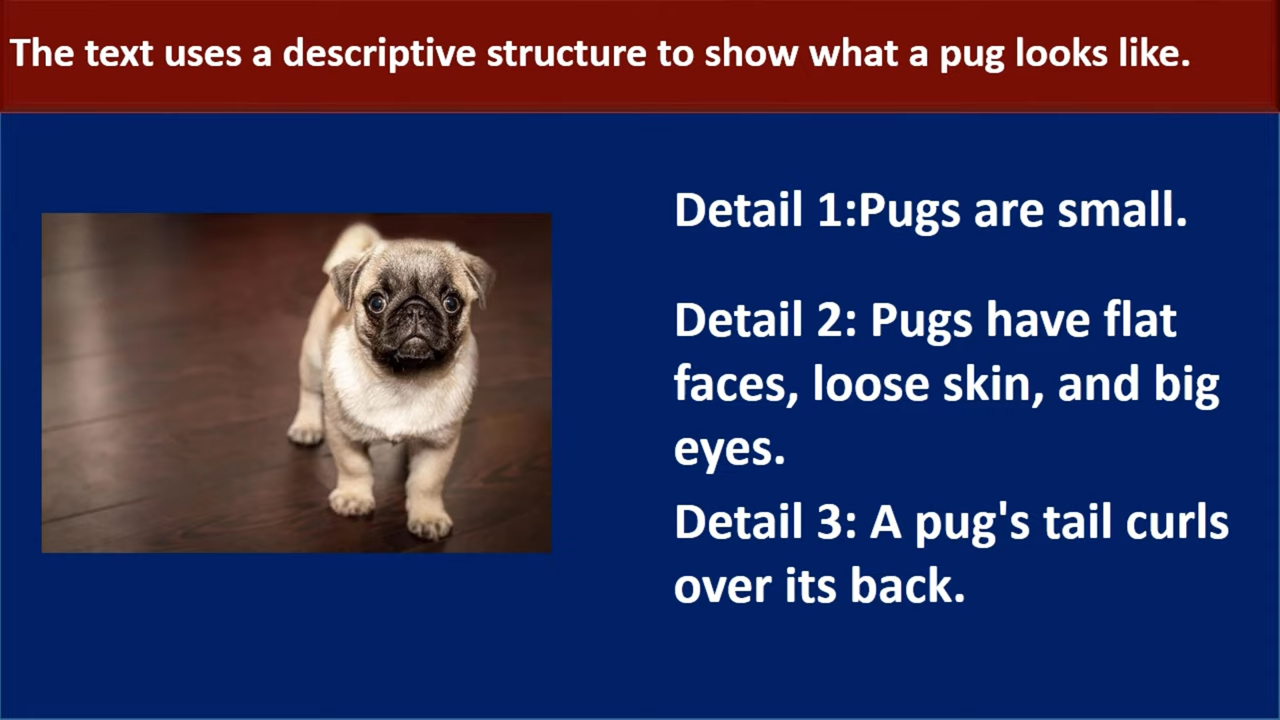 The text uses a descriptive structure to show what a pug looks like.
Detail 1:Pugs are small.
Detail 2: Pugs have flat
faces, loose skin, and big
eyes.
Detail 3: A pug's tail curls
over its back.